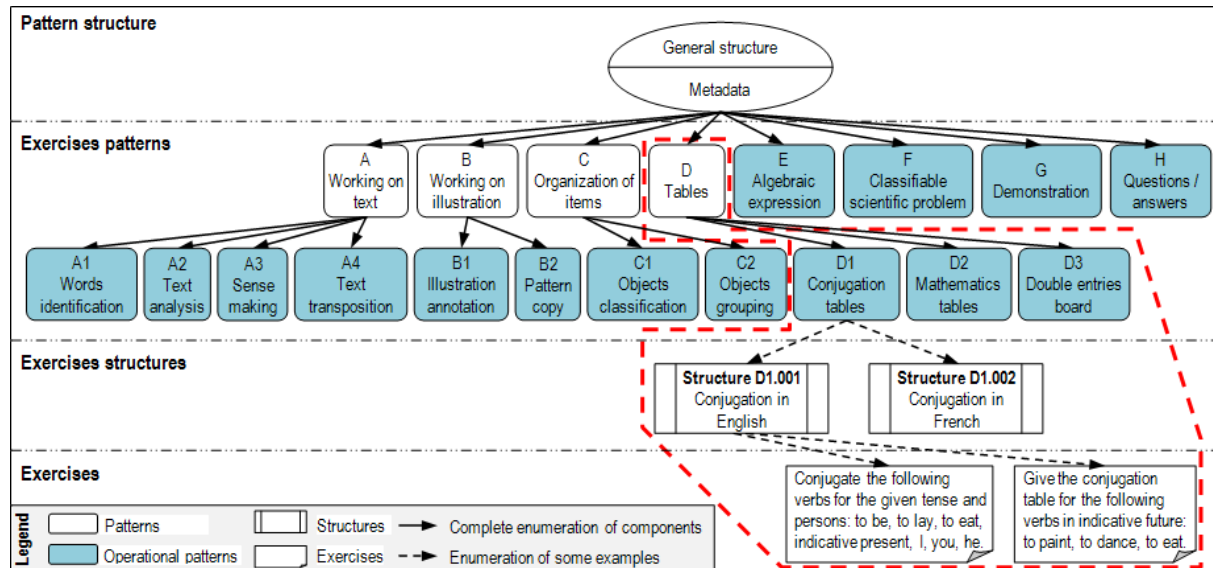 Pattern structure
General structure
Metadata
Exercises patterns
A
Working on
text
B
Working on
illustration
C
Organization of
items
D
Tables
E
Algebraic
expression
F
Classifiable
scientific problem
G
Demonstration
H
Questions /
answers
A1
Words
identification
A2
Text
analysis
A3
Sense
making
A4
Text
transposition
B1
Illustration
annotation
B2
Pattern
copy
C1
Objects
classification
C2
Objects
grouping
D1
Conjugation
tables
D2
Mathematics
tables
D3
Double entries
board
Exercises structures
Structure D1.001
Conjugation in
English
Structure D1.002
Conjugation in
French
Exercises
Conjugate the following
verbs for the given tense and
persons: to be, to lay, to eat,
indicative present, I, you, he.
Give the conjugation
table for the following
verbs in indicative future:
to paint, to dance, to eat.
Legend
Patterns
Operational patterns
Structures
Exercises
Complete enumeration of components
Enumeration of some examples